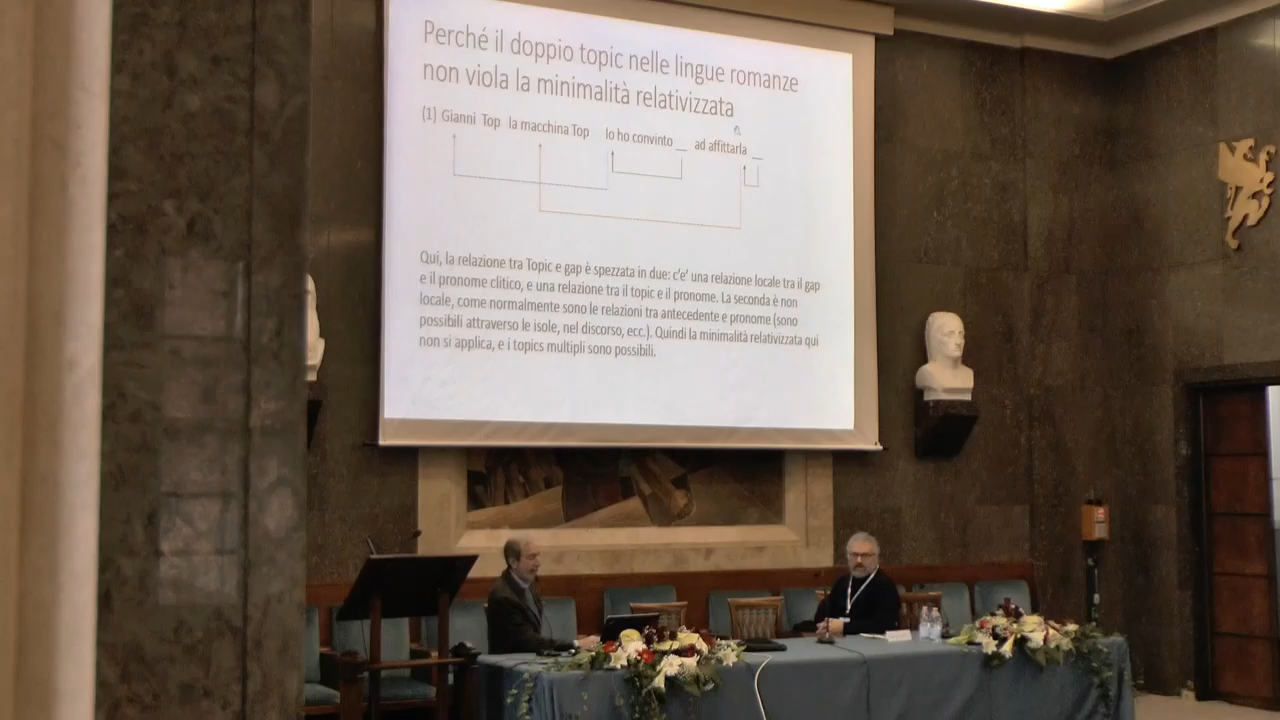 Perché il doppio topic nelle lingue romanze
non viola la minimalità relativizzata
(1) Gianni Top la macchina Top lo ho convinto __ ad affittarla __
Qui, la relazione tra Topic e gap è spezzata in due: c'e' una relazione locale tra il gap
e il pronome clitico, e una relazione tra il topic e il pronome. La seconda è non
locale, come normalmente sono le relazioni tra antecedente e pronome (sono
possibili attraverso le isole, nel discorso, ecc.). Quindi la minimalità relativizzata qui
non si applica, e i topics multipli sono possibili.